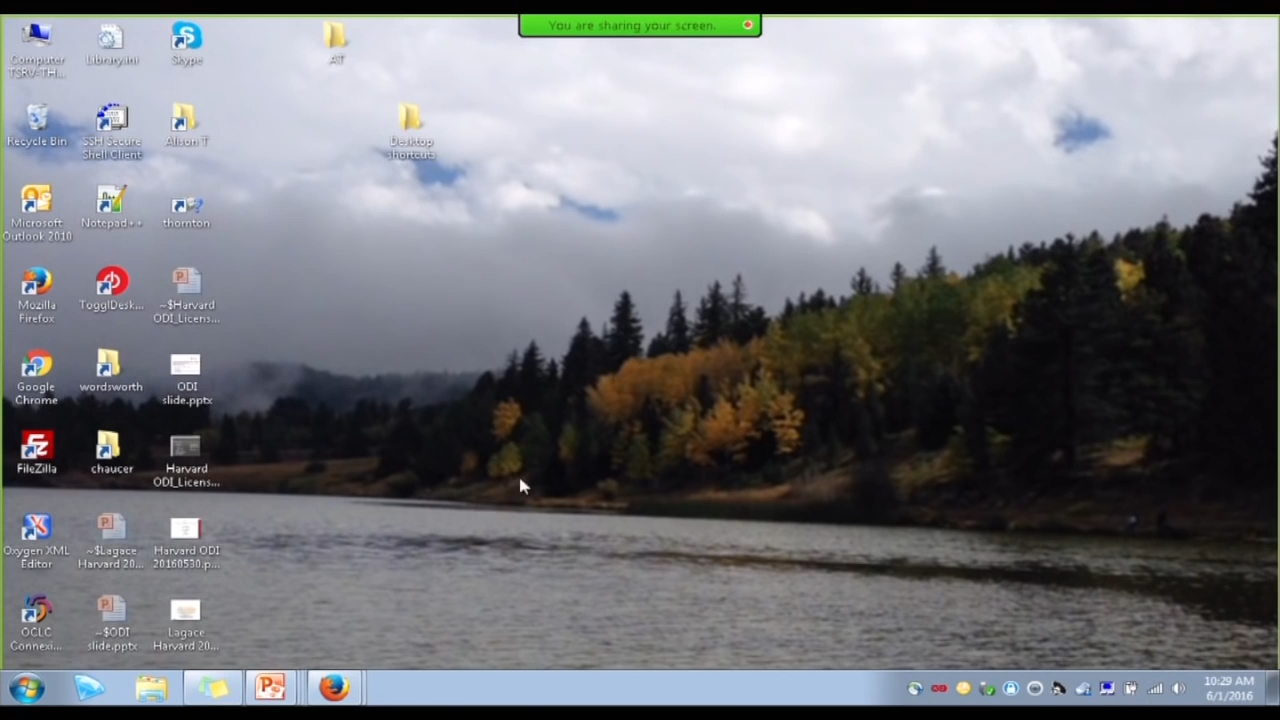 You are sharing your screen.
Computer
TSRV-TH...
Library.ini
Skype
AT
Recycle Bin
SSH Secure
Shell Client
Alison T
Desktop
shortcuts
Microsoft
Outlook 2010
Notepad++
thornton
Mozilla
Firefox
TogglDesk...
~$Harvard
ODI_Licens...
Google
Chrome
wordsworth
ODI
slide.pptx
FileZilla
chaucer
Harvard
ODI_Licens...
Oxygen XML
Editor
~$Lagace
Harvard 20...
Harvard ODI
20160530.p...
OCLC
Connexi...
~$ODI
slide.pptx
Lagace
Harvard 20...
10:29 AM
6/1/2016